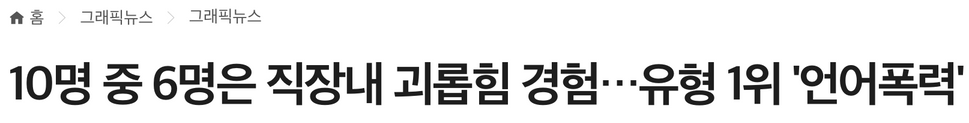 홈 > 그래픽뉴스 > 그래픽뉴스
10명 중 6명은 직장내 괴롭힘 경험…유형 1위 '언어폭력'